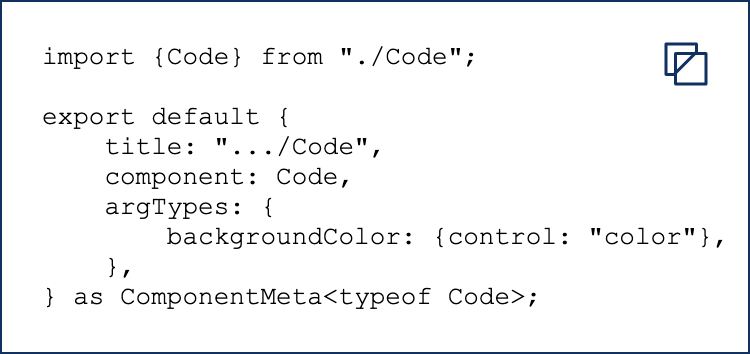 import {Code} from "./Code";

export default {
    title: ".../Code",
    component: Code,
    argTypes: {
        backgroundColor: {control: "color"},
    },
} as ComponentMeta<typeof Code>;